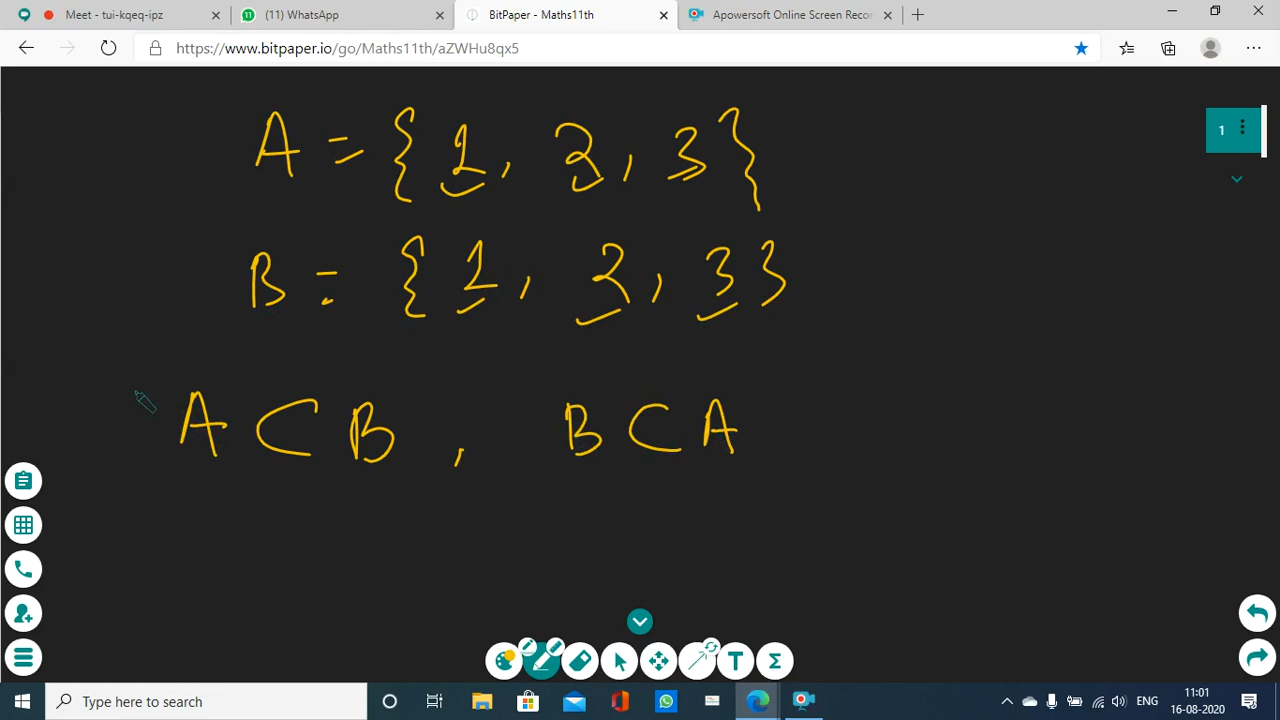 Meet - tui-kqeq-ipz
(11) WhatsApp
BitPaper - Maths11th
Apowersoft Online Screen Recor
https://www.bitpaper.io/go/Maths11th/aZWHu8qx5
1
A = { 1, 2, 3 }
B = { 1, 2, 3 }
A ⊂ B , B ⊂ A
T Σ
Type here to search
ENG
11:01
16-08-2020